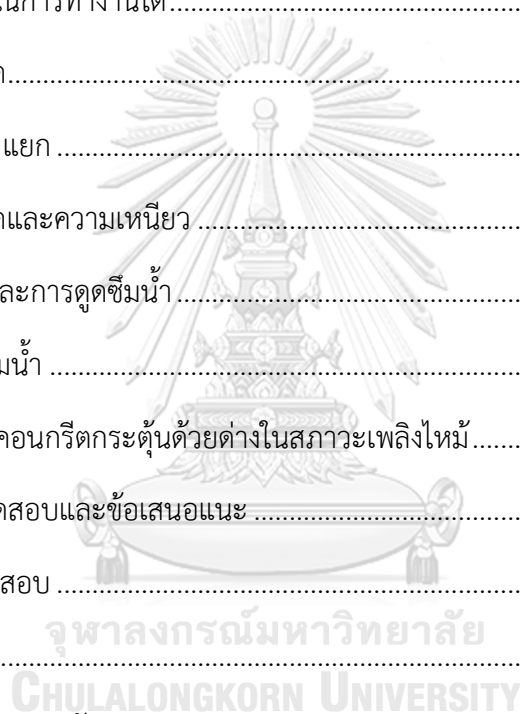 ในการทำงานได้........................................................
แยก ........................................................
และความเหนียว ........................................................
ละการดูดซึมน้ำ ........................................................
มน้ำ ........................................................
คอนกรีตกระตุ้นด้วยด่างในสภาวะเพลิงไหม้.......
สอบและข้อเสนอแนะ ........................................
สอบ ........................................................
จุฬาลงกรณ์มหาวิทยาลัย
........................................................
CHULALONGKORN UNIVERSITY